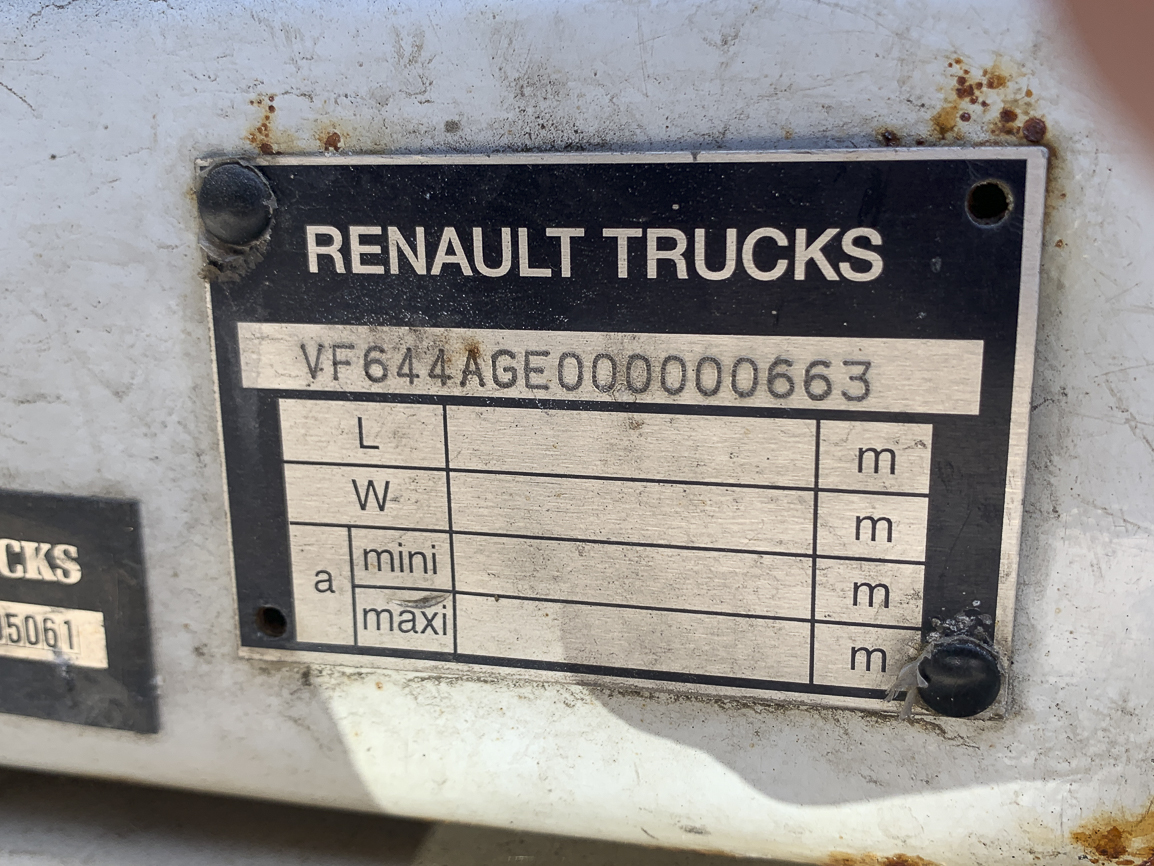 RENAULT TRUCKS
VF644AGE000000663
L m
W m
a mini m
maxi m
CKS
5061